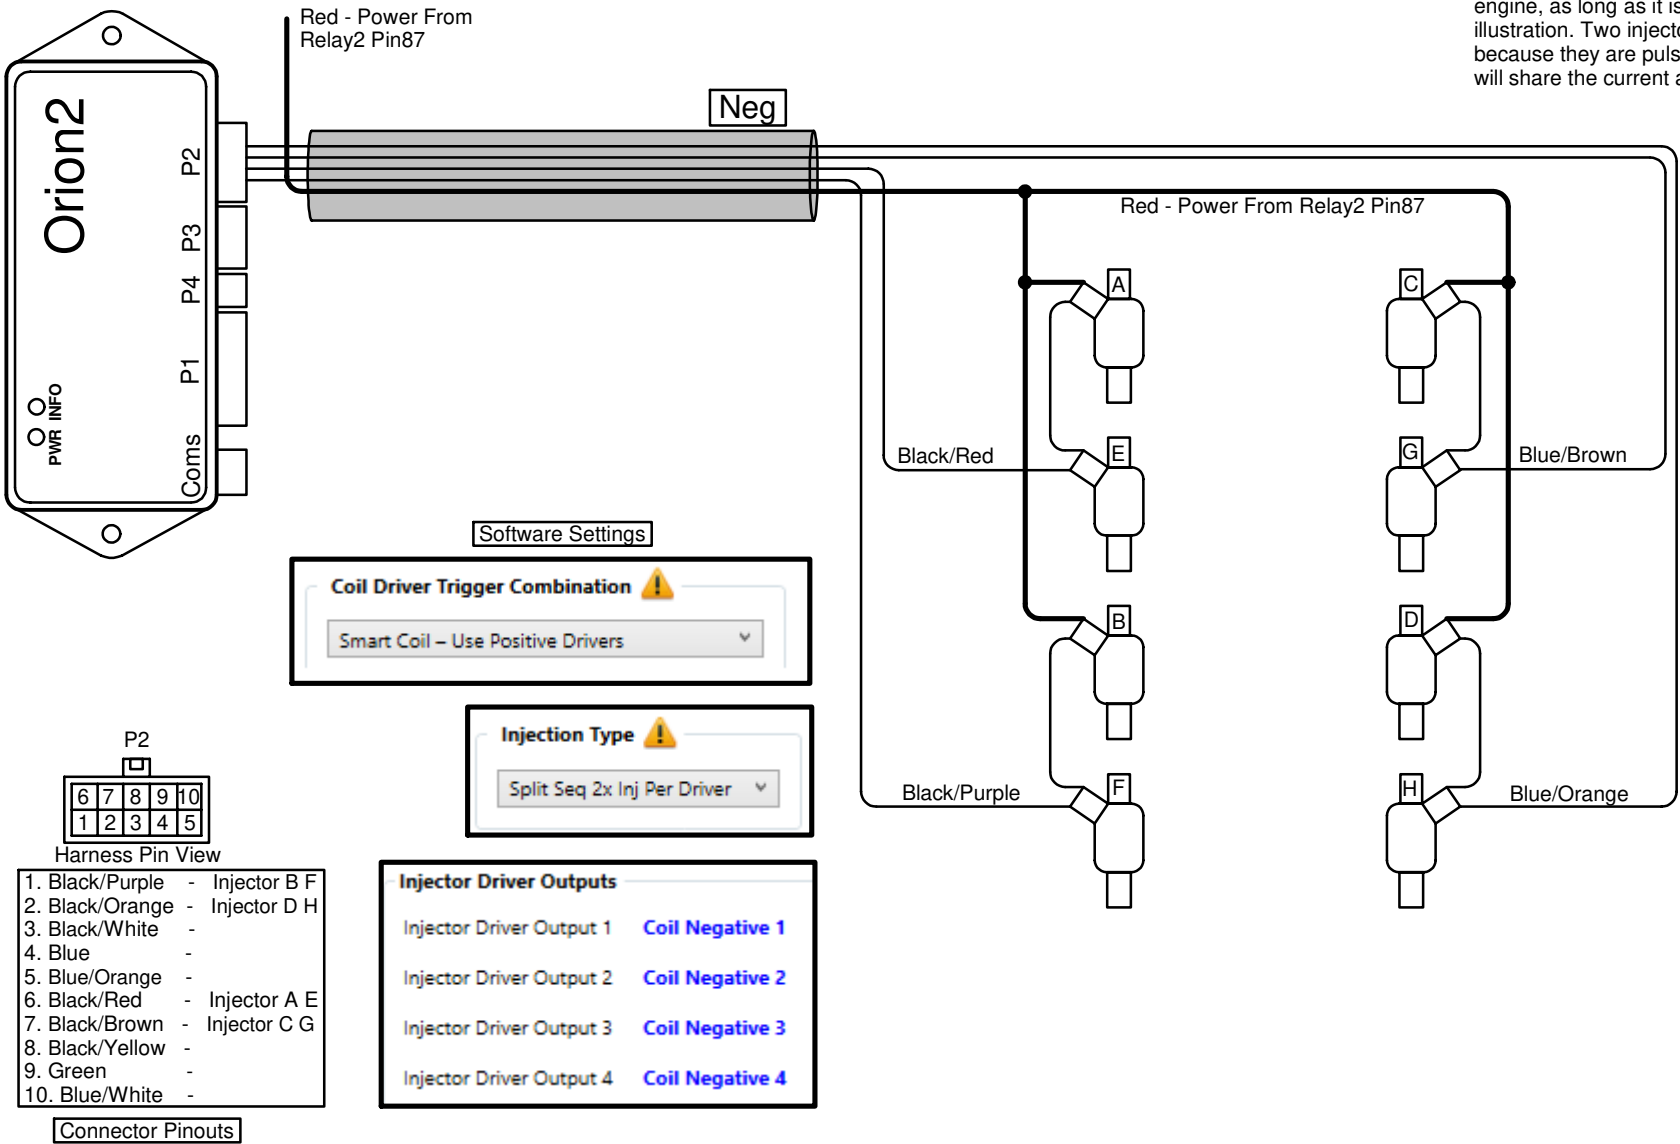 Red - Power From
Relay2 Pin87
engine, as long as it is
illustration. Two
because they are
will share the current
Neg
Orion2
P2
P3
P4
P1
Coms
PWR INFO
Red - Power From Relay2 Pin87
A
C
E
G
B
D
F
H
Black/Red
Blue/Brown
Black/Purple
Blue/Orange
Software Settings
Coil Driver Trigger Combination
Smart Coil – Use Positive Drivers
Injection Type
Split Seq 2x Inj Per Driver
Injector Driver Outputs
Injector Driver Output 1 Coil Negative 1
Injector Driver Output 2 Coil Negative 2
Injector Driver Output 3 Coil Negative 3
Injector Driver Output 4 Coil Negative 4
P2
6 7 8 9 10
1 2 3 4 5
Harness Pin View
1. Black/Purple - Injector B F
2. Black/Orange - Injector D H
3. Black/White -
4. Blue -
5. Blue/Orange -
6. Black/Red - Injector A E
7. Black/Brown - Injector C G
8. Black/Yellow -
9. Green -
10. Blue/White -
Connector Pinouts